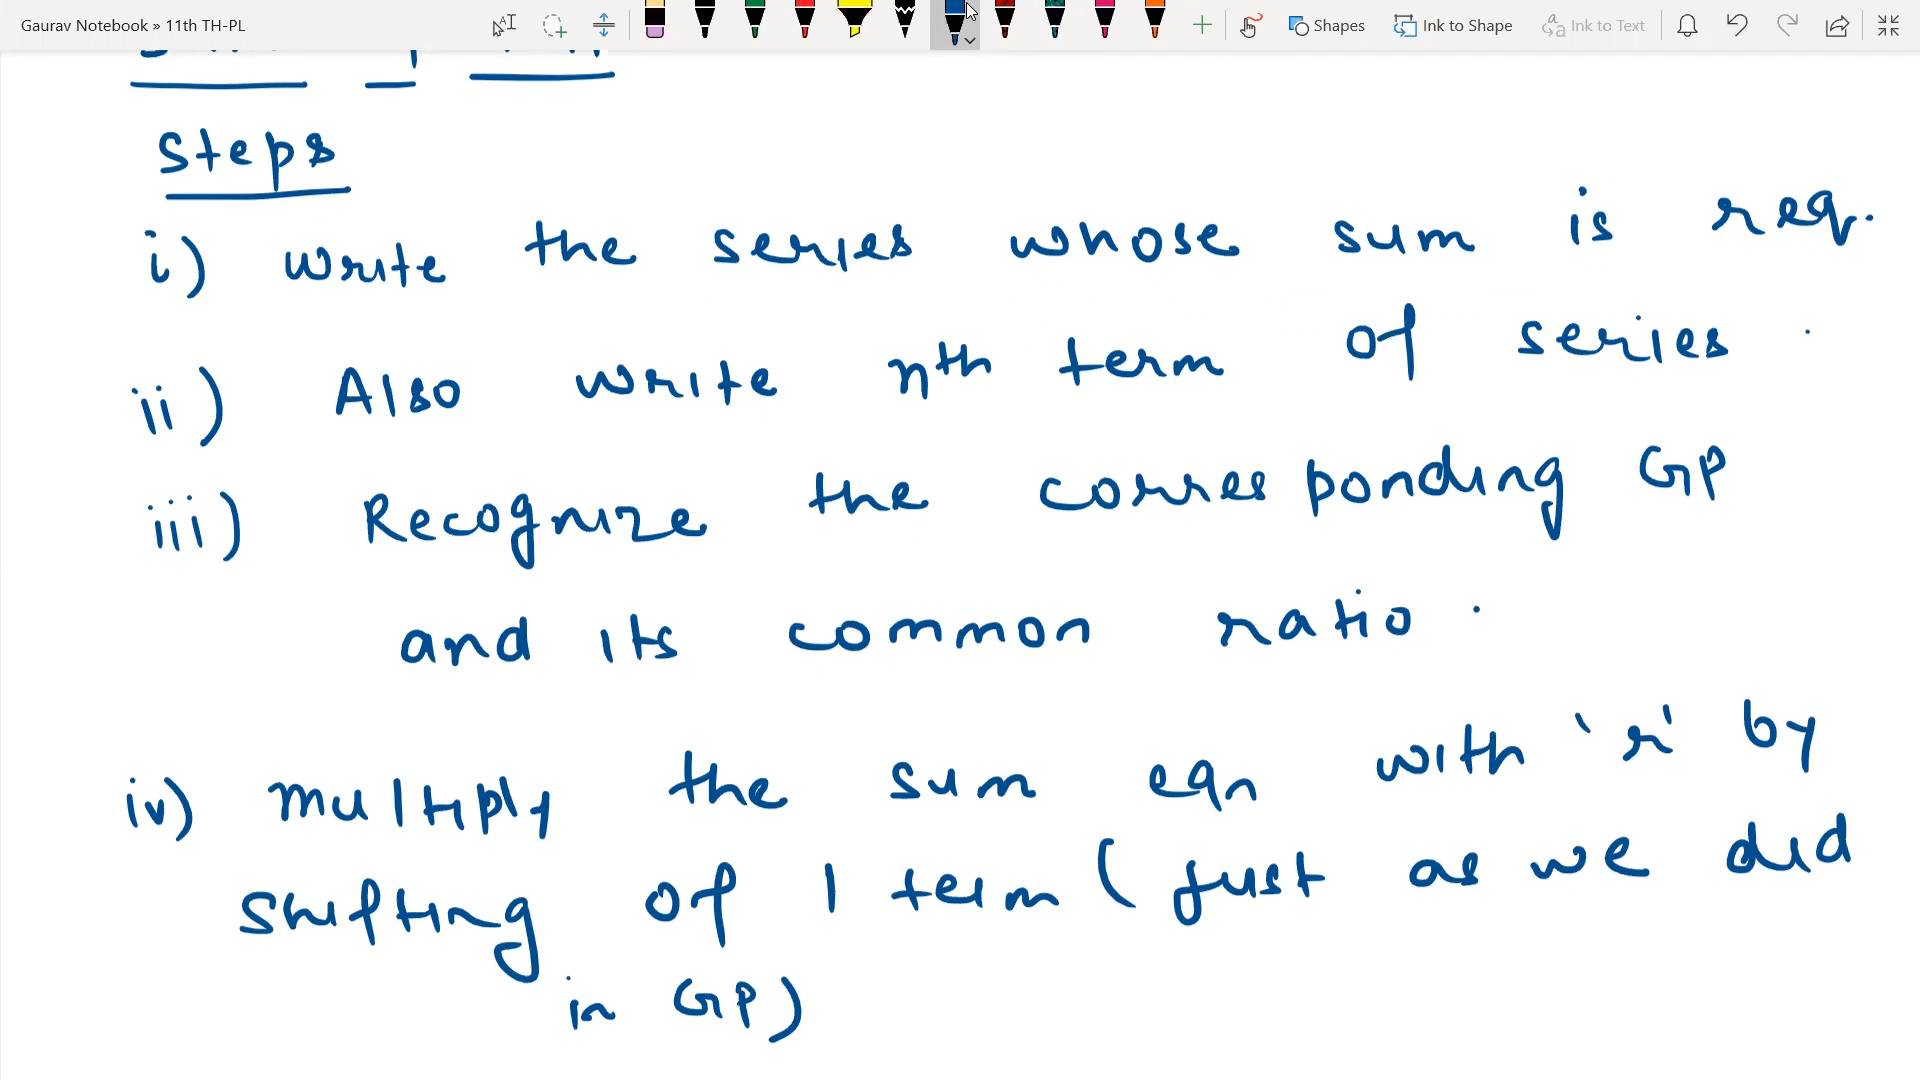 Gaurav Notebook » 11th TH-PL
Shapes
Ink to Shape
Ink to Text
Steps
i) write the series whose sum is req.
ii) Also write nth term of series.
iii) Recognize the corresponding GP
and its common ratio.
iv) multiply the sum eqn with 'r' by
shifting of 1 term (just as we did
in GP)